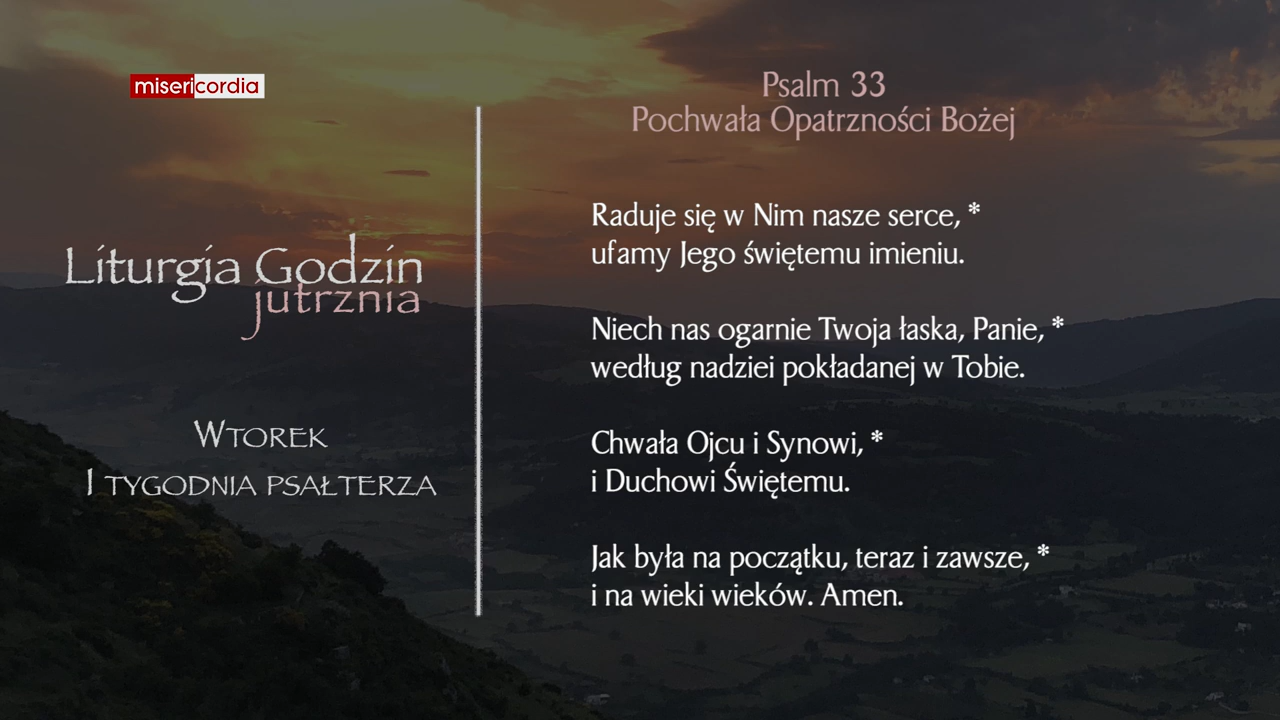 misericordia
Liturgia Godzin
jutrznia
Wtorek
I tygodnia psałterza
Psalm 33
Pochwała Opatrzności Bożej
Raduje się w Nim nasze serce, *
ufamy Jego świętemu imieniu.
Niech nas ogarnie Twoja łaska, Panie, *
według nadziei pokładanej w Tobie.
Chwała Ojcu i Synowi, *
i Duchowi Świętemu.
Jak była na początku, teraz i zawsze, *
i na wieki wieków. Amen.